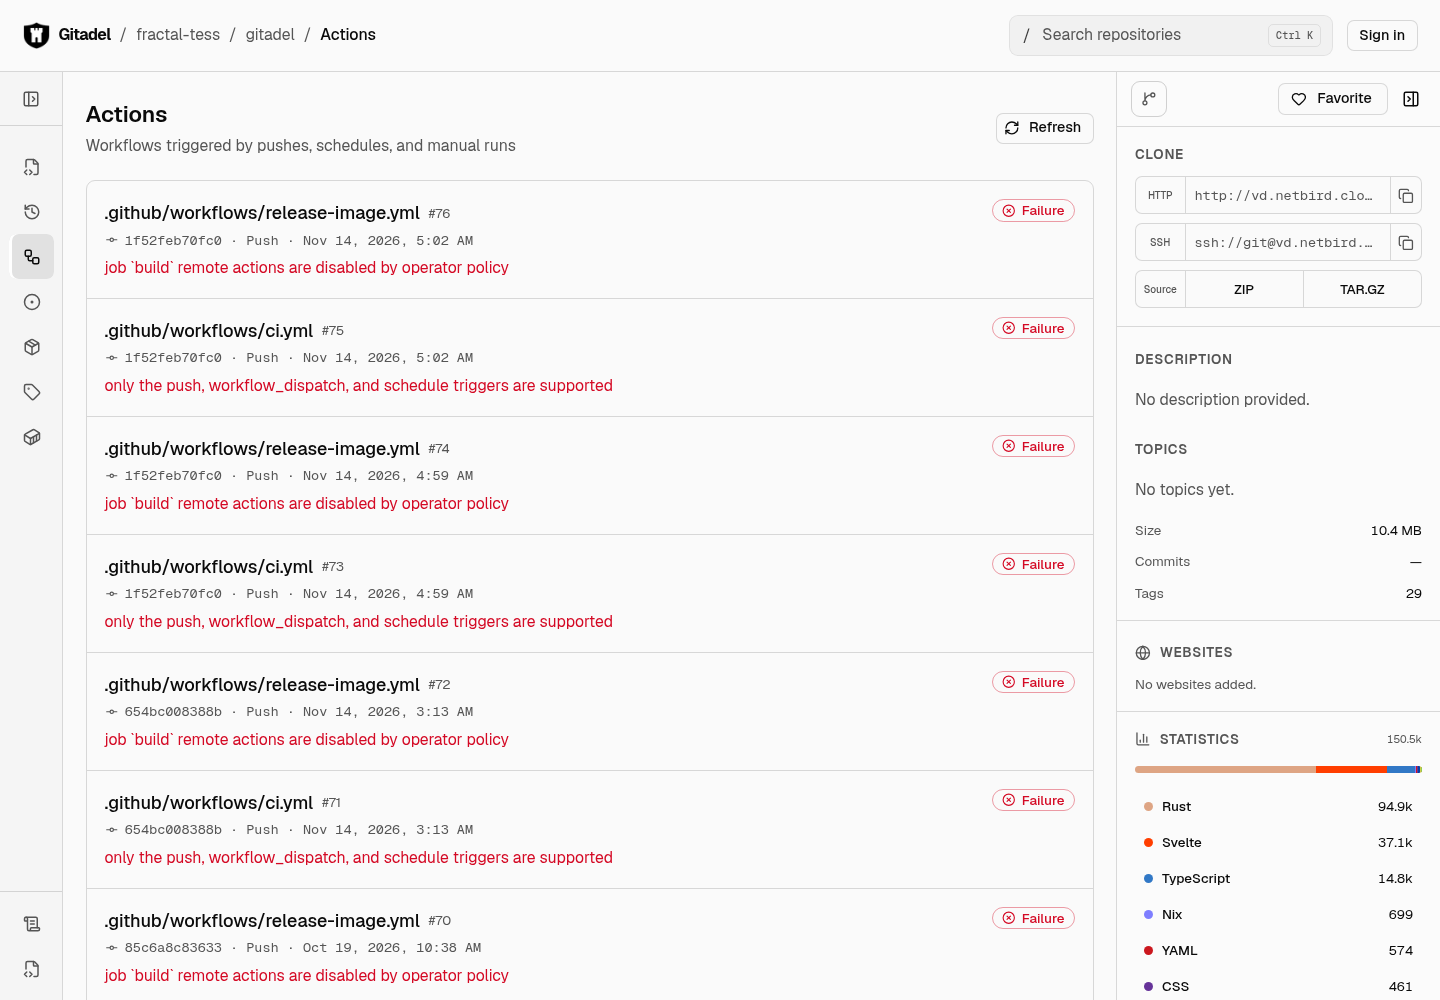 Gitadel / fractal-tess / gitadel / Actions
/ Search repositories Ctrl K
Sign in
Actions
Workflows triggered by pushes, schedules, and manual runs
Refresh
.github/workflows/release-image.yml #76
Failure
1f52feb70fc0 · Push · Nov 14, 2026, 5:02 AM
job `build` remote actions are disabled by operator policy
.github/workflows/ci.yml #75
Failure
1f52feb70fc0 · Push · Nov 14, 2026, 5:02 AM
only the push, workflow_dispatch, and schedule triggers are supported
.github/workflows/release-image.yml #74
Failure
1f52feb70fc0 · Push · Nov 14, 2026, 4:59 AM
job `build` remote actions are disabled by operator policy
.github/workflows/ci.yml #73
Failure
1f52feb70fc0 · Push · Nov 14, 2026, 4:59 AM
only the push, workflow_dispatch, and schedule triggers are supported
.github/workflows/release-image.yml #72
Failure
654bc008388b · Push · Nov 14, 2026, 3:13 AM
job `build` remote actions are disabled by operator policy
.github/workflows/ci.yml #71
Failure
654bc008388b · Push · Nov 14, 2026, 3:13 AM
only the push, workflow_dispatch, and schedule triggers are supported
.github/workflows/release-image.yml #70
Failure
85c6a8c83633 · Push · Oct 19, 2026, 10:38 AM
job `build` remote actions are disabled by operator policy
Favorite
CLONE
HTTP http://vd.netbird.clo…
SSH ssh://git@vd.netbird.…
Source ZIP TAR.GZ
DESCRIPTION
No description provided.
TOPICS
No topics yet.
Size 10.4 MB
Commits —
Tags 29
WEBSITES
No websites added.
STATISTICS 150.5k
Rust 94.9k
Svelte 37.1k
TypeScript 14.8k
Nix 699
YAML 574
CSS 461